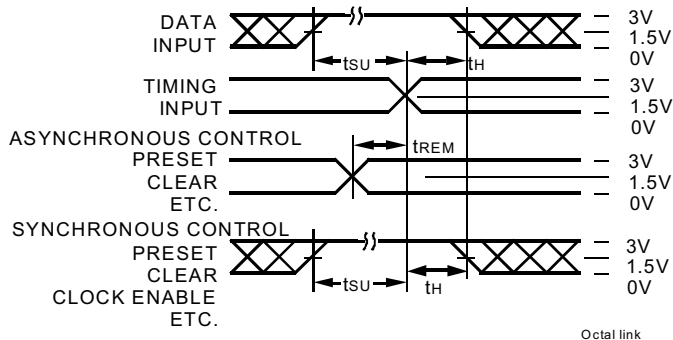 DATA
INPUT
3V
1.5V
0V
tSU
tH
TIMING
INPUT
3V
1.5V
0V
ASYNCHRONOUS CONTROL
tREM
PRESET
CLEAR
ETC.
3V
1.5V
0V
SYNCHRONOUS CONTROL
PRESET
CLEAR
CLOCK ENABLE
ETC.
3V
1.5V
0V
tSU
tH
Octal link